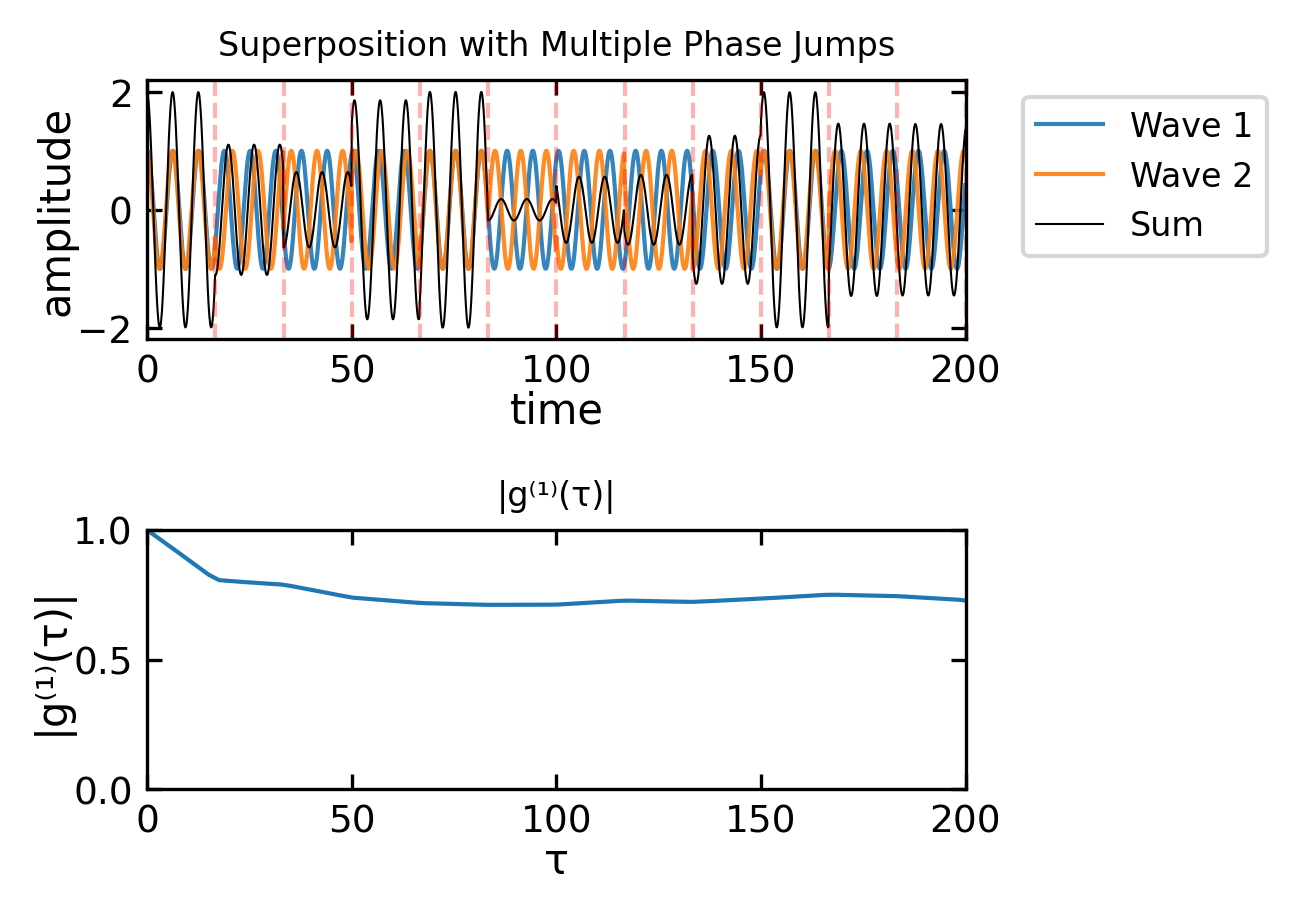 Superposition with Multiple Phase Jumps
amplitude
2
0
−2
0 50 100 150 200
time
Wave 1
Wave 2
Sum
|g⁽¹⁾(τ)|
|g⁽¹⁾(τ)|
1.0
0.5
0.0
0 50 100 150 200
τ